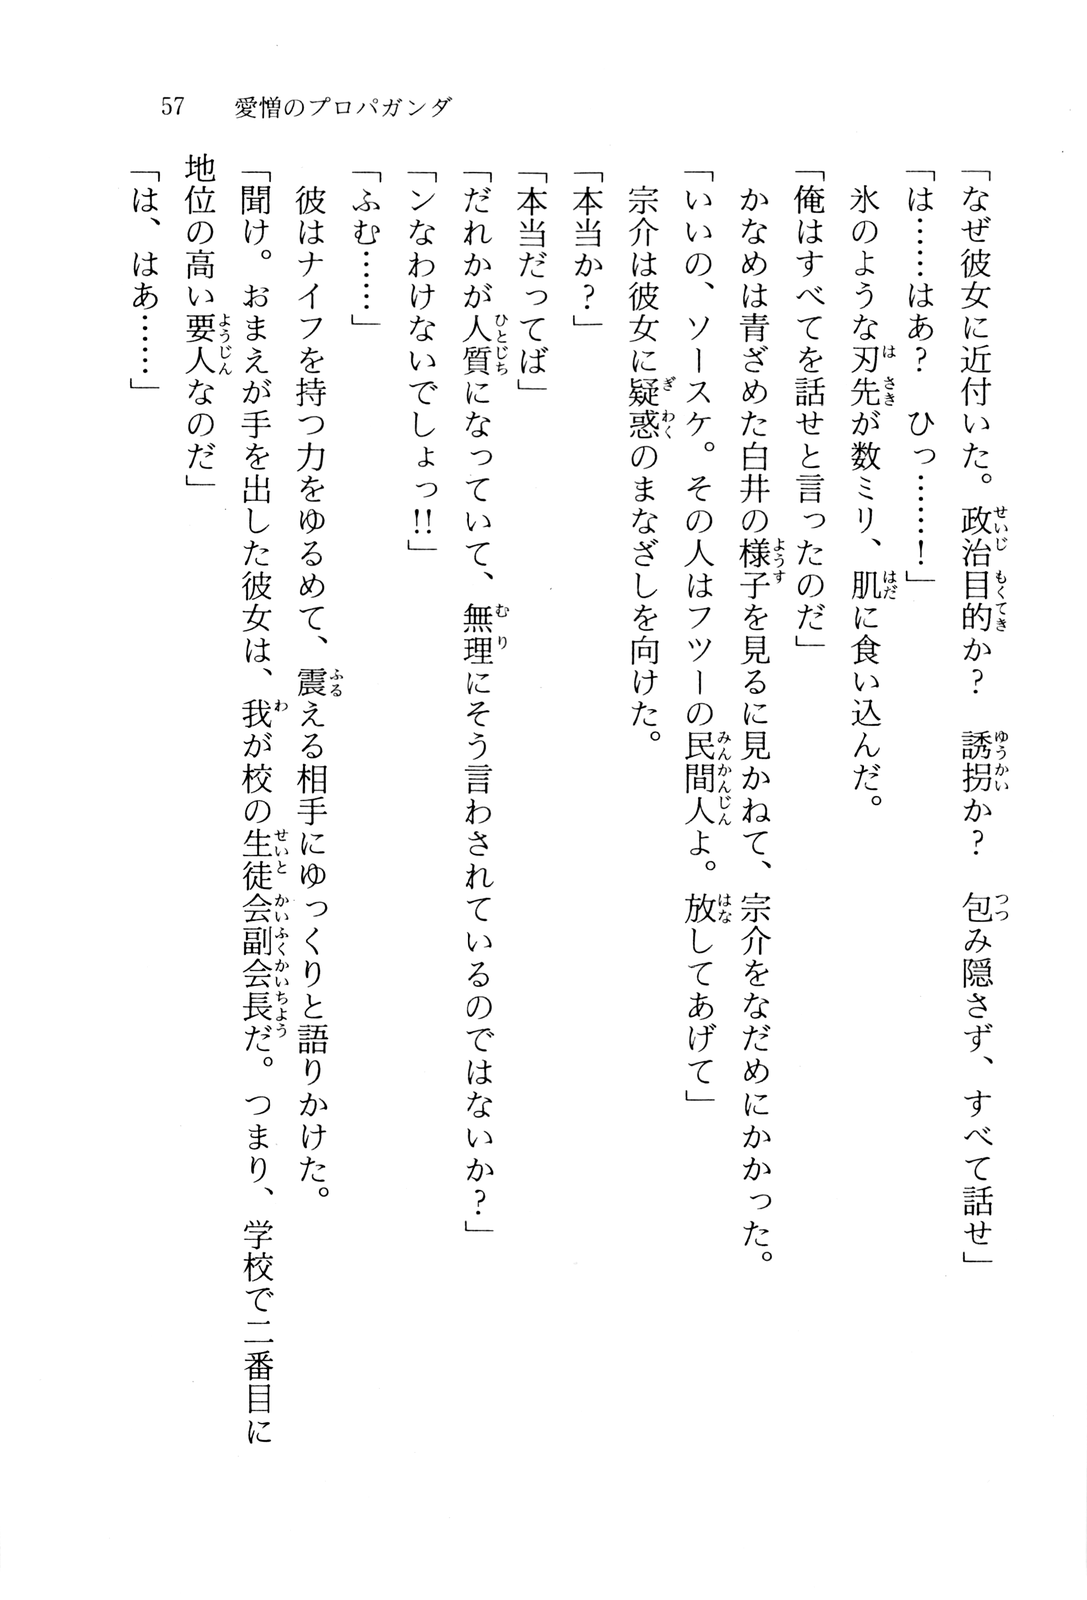 57　愛憎のプロパガンダ
「なぜ彼女に近付いた。政治目的か？　誘拐か？　包み隠さず、すべて話せ」
「は……はあ？　ひっ……！」
　氷のような刃先が数ミリ、肌に食い込んだ。
「俺はすべてを話せと言ったのだ」
　かなめは青ざめた白井の様子を見るに見かねて、宗介をなだめにかかった。
「いいの、ソースケ。その人はフツーの民間人よ。放してあげて」
　宗介は彼女に疑惑のまなざしを向けた。
「本当か？」
「本当だってば」
「だれかが人質になっていて、無理にそう言わされているのではないか？」
「ンなわけないでしょっ!!」
「ふむ……」
　彼はナイフを持つ力をゆるめて、震える相手にゆっくりと語りかけた。
「聞け。おまえが手を出した彼女は、我が校の生徒会副会長だ。つまり、学校で二番目に
地位の高い要人なのだ」
「は、はあ……」